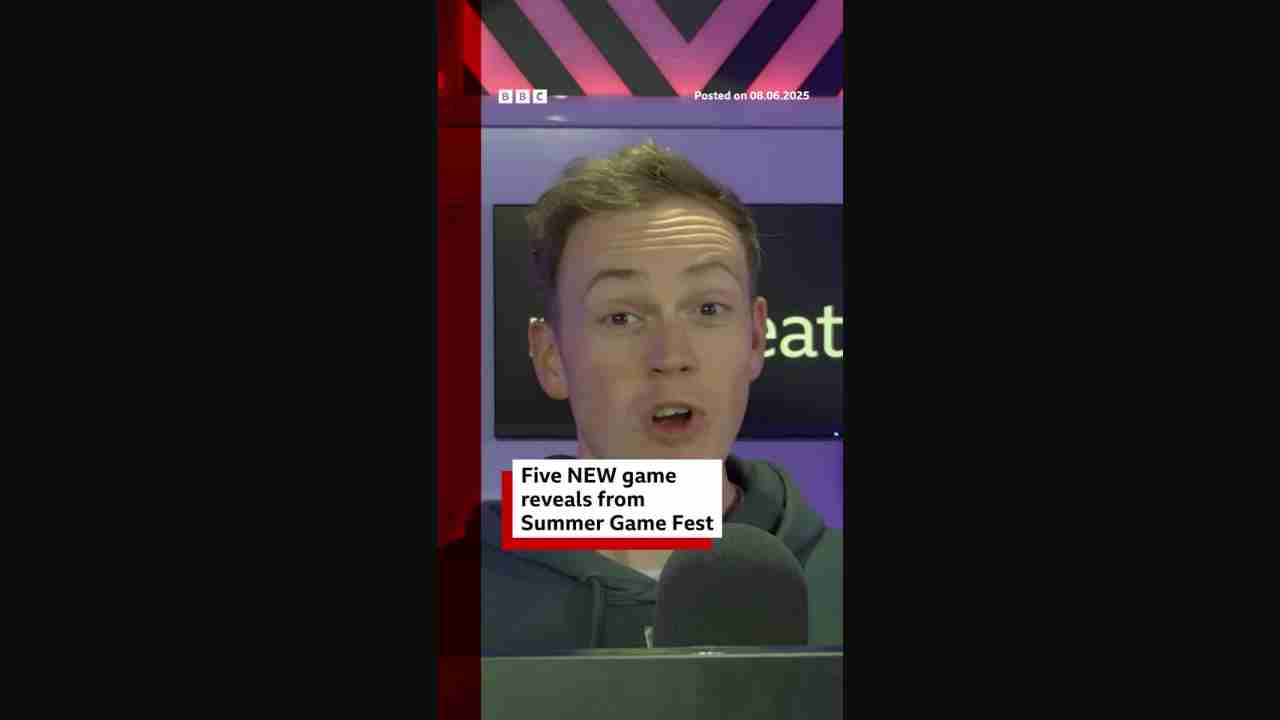 BBC
Posted on 08.06.2025
eat
Five NEW game
reveals from
Summer Game Fest